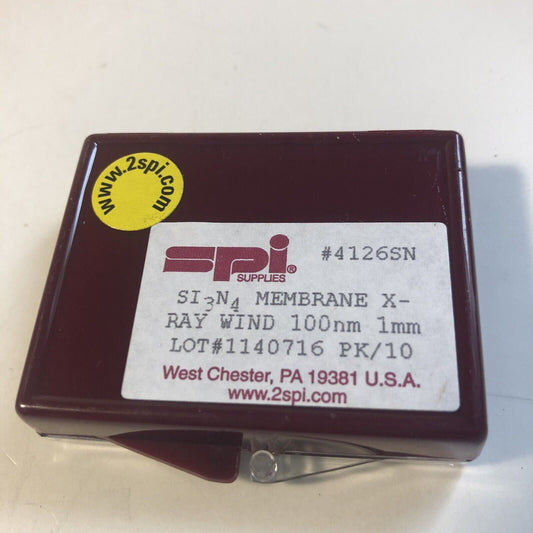 www.2spi.com
spi
SUPPLIES®
#4126SN
SI₃N₄ MEMBRANE X-
RAY WIND 100nm 1mm
LOT#1140716 PK/10
West Chester, PA 19381 U.S.A.
www.2spi.com